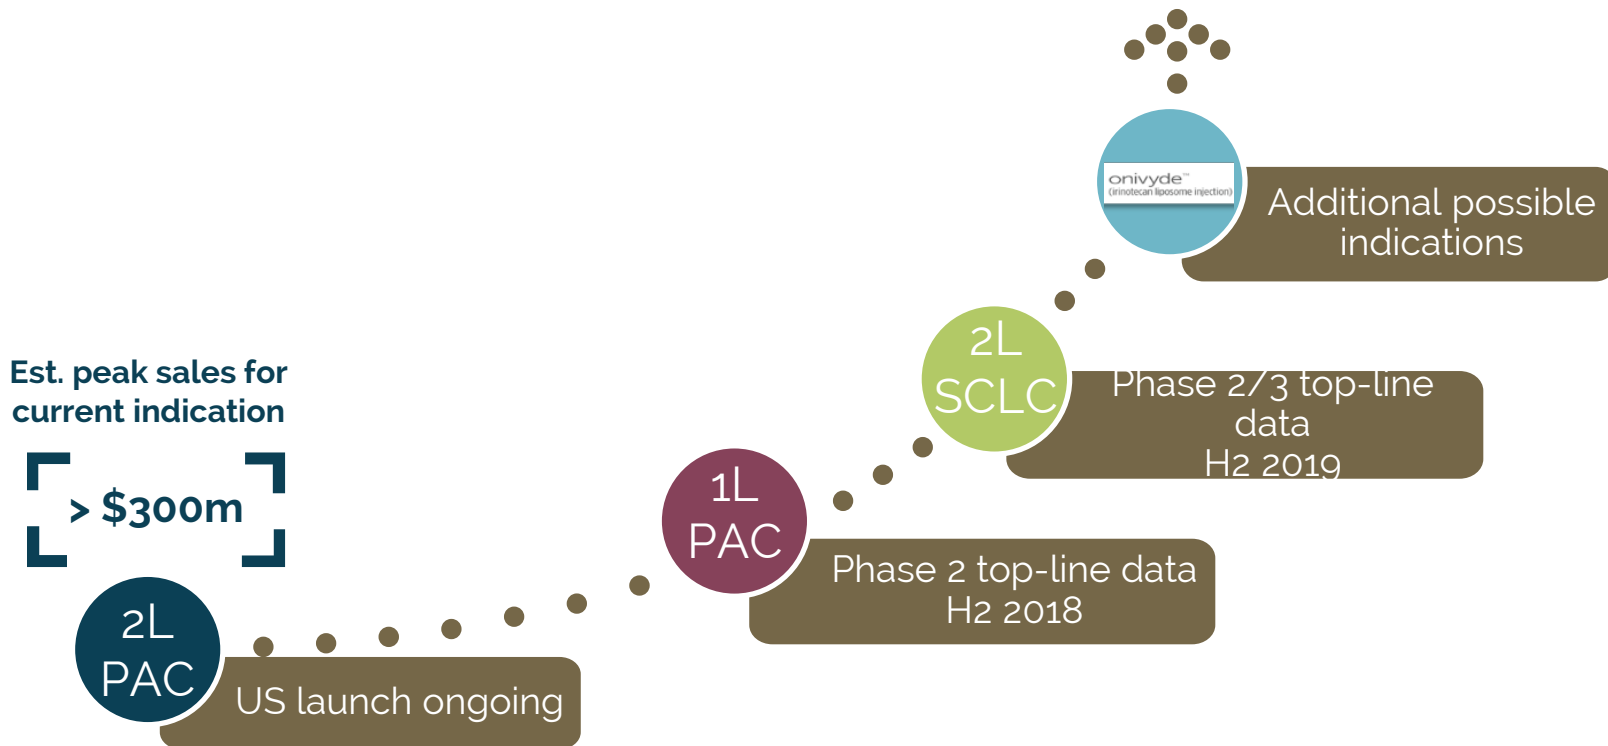 onivyde™
(irinotecan liposome injection)
Additional possible
indications
2L
SCLC
Phase 2/3 top-line
data
H2 2019
Est. peak sales for
current indication
> $300m
1L
PAC
Phase 2 top-line data
H2 2018
2L
PAC
US launch ongoing